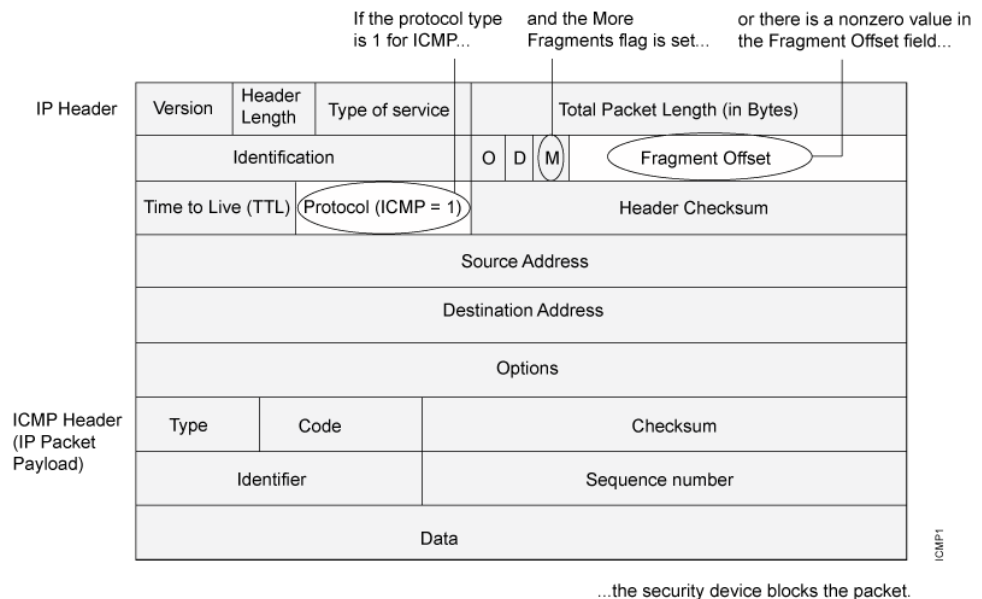 If the protocol type
is 1 for ICMP...
and the More
Fragments flag is set...
or there is a nonzero value in
the Fragment Offset field...
IP Header
Version
Header
Length
Type of service
Total Packet Length (in Bytes)
Identification
O
D
M
Fragment Offset
Time to Live (TTL)
Protocol (ICMP = 1)
Header Checksum
Source Address
Destination Address
Options
ICMP Header
(IP Packet
Payload)
Type
Code
Checksum
Identifier
Sequence number
Data
ICMP1
...the security device blocks the packet.